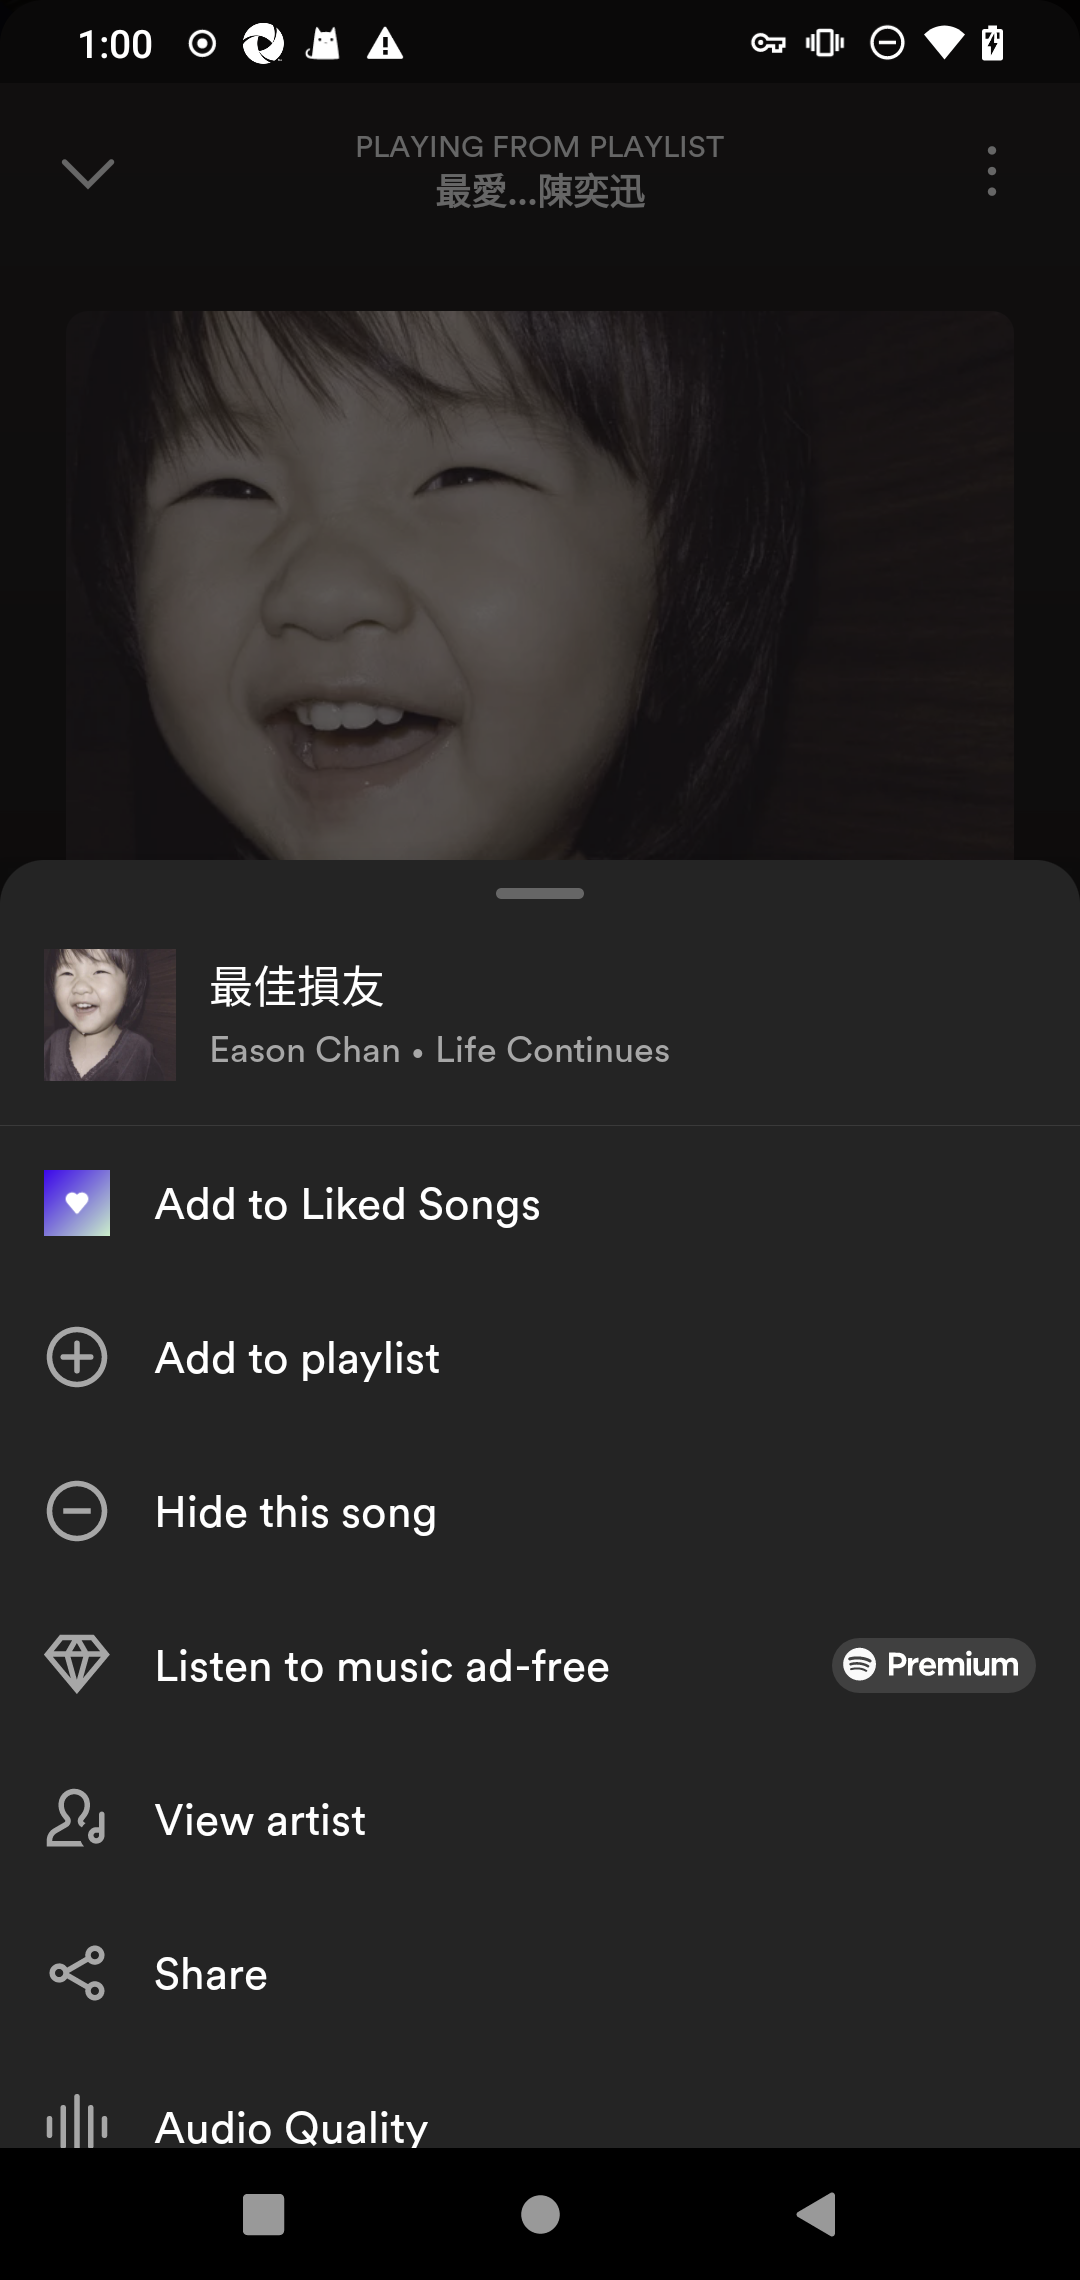 1:00
PLAYING FROM PLAYLIST
最愛...陳奕迅
最佳損友
Eason Chan • Life Continues
Add to Liked Songs
Add to playlist
Hide this song
Listen to music ad-free
Premium
View artist
Share
Audio Quality